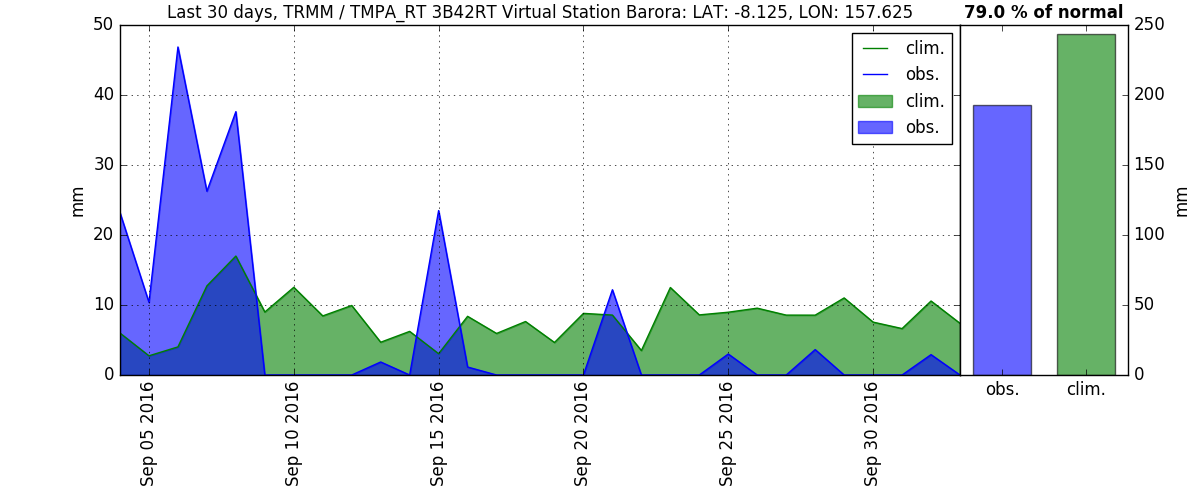 Last 30 days, TRMM / TMPA_RT 3B42RT Virtual Station Barora: LAT: -8.125, LON: 157.625
79.0 % of normal
50
40
30
20
10
0
mm
clim.
obs.
clim.
obs.
250
200
150
100
50
0
mm
Sep 05 2016
Sep 10 2016
Sep 15 2016
Sep 20 2016
Sep 25 2016
Sep 30 2016
obs.
clim.